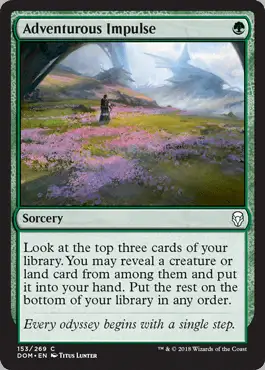 Adventurous Impulse
Sorcery
Look at the top three cards of your
library. You may reveal a creature or
land card from among them and put
it into your hand. Put the rest on the
bottom of your library in any order.
Every odyssey begins with a single step.
153/269 C
DOM • EN Titus Lunter
™ & © 2018 Wizards of the Coast